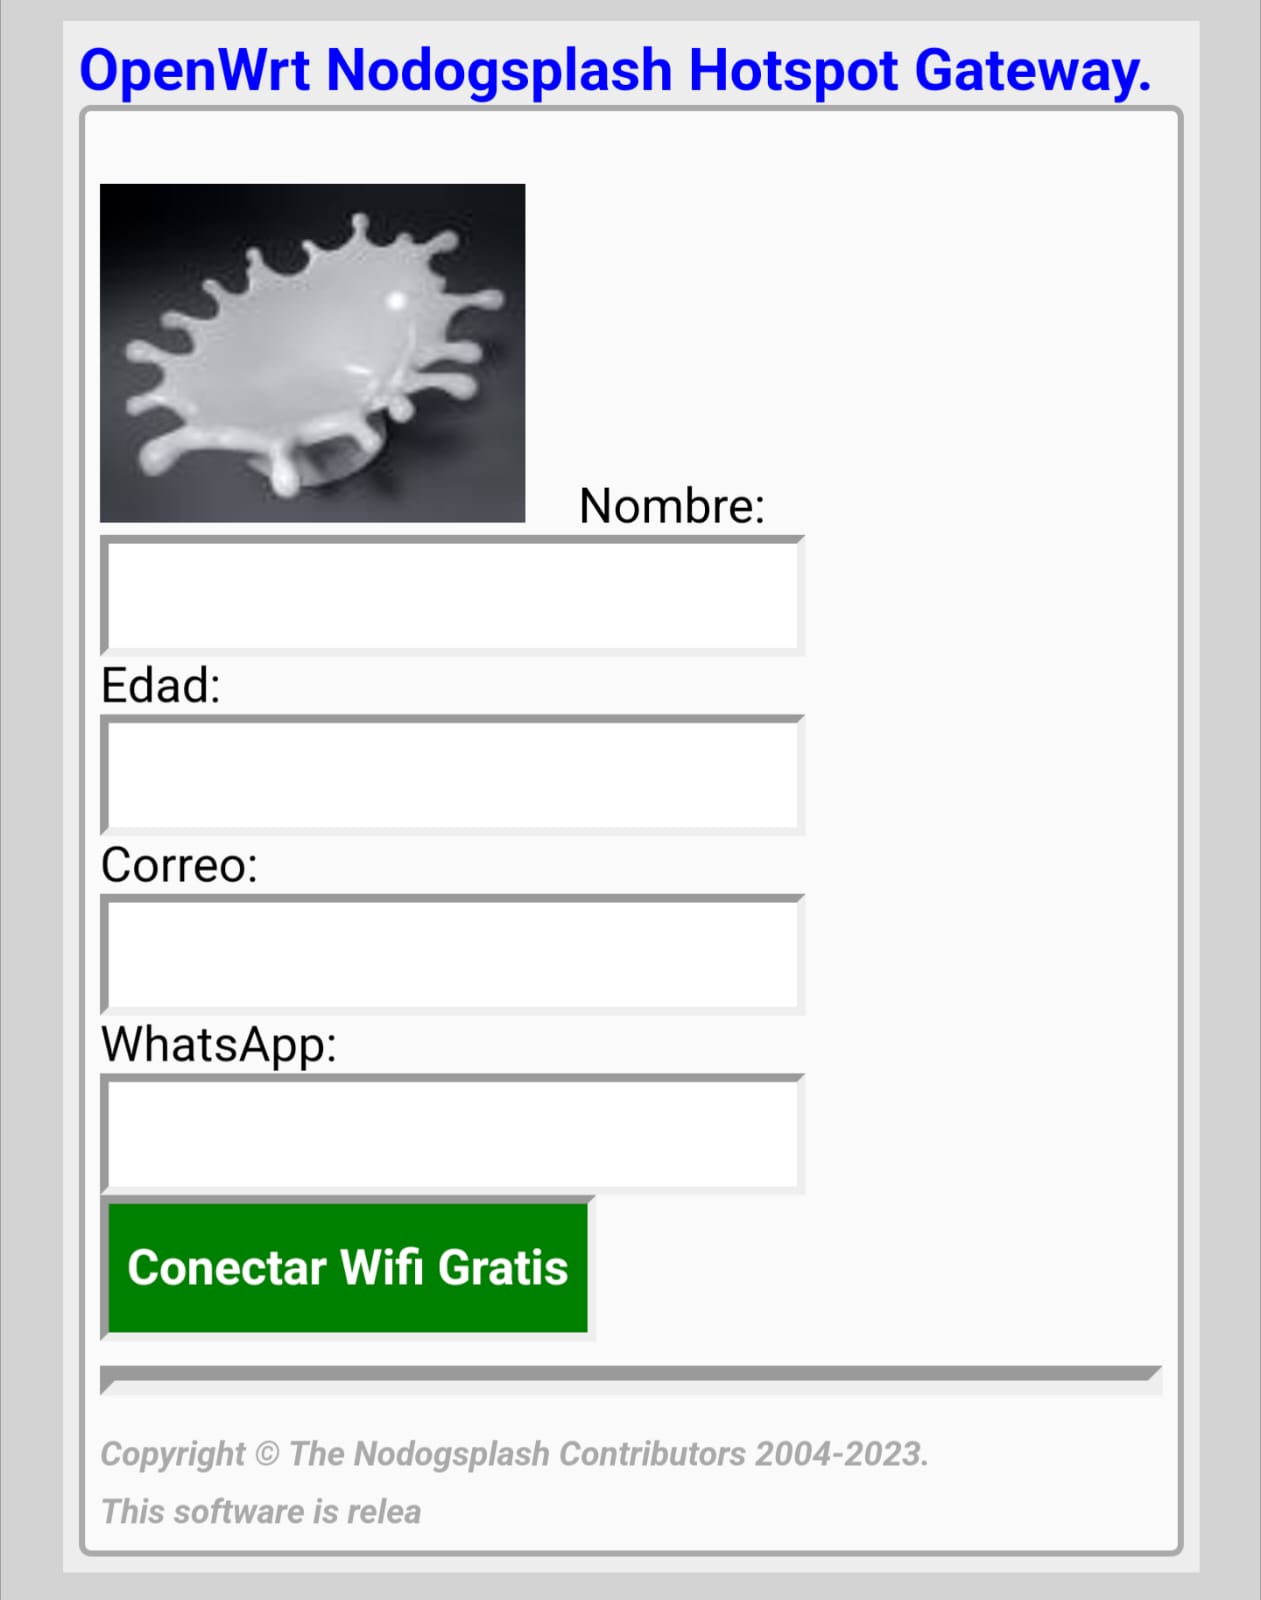 OpenWrt Nodogsplash Hotspot Gateway.
Nombre:
Edad:
Correo:
WhatsApp:
Conectar Wifi Gratis
Copyright © The Nodogsplash Contributors 2004-2023.
This software is relea